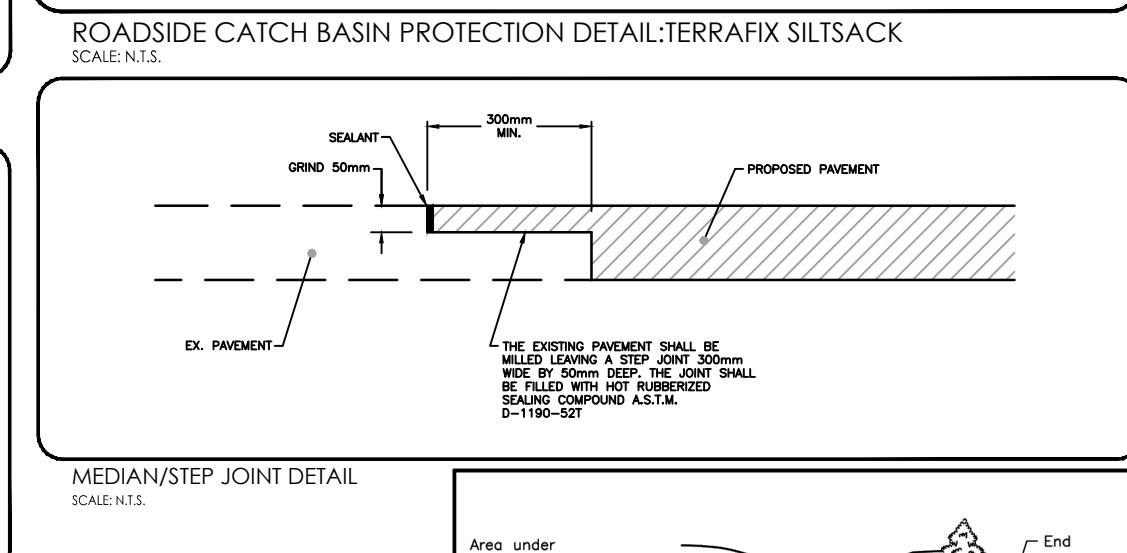 ROADSIDE CATCH BASIN PROTECTION DETAIL:TERRAFIX SILTSACK
SCALE: N.T.S.
300mm
MIN.
SEALANT
GRIND 50mm
PROPOSED PAVEMENT
EX. PAVEMENT
THE EXISTING PAVEMENT SHALL BE
MILLED LEAVING A STEP JOINT 300mm
WIDE BY 50mm DEEP. THE JOINT SHALL
BE FILLED WITH HOT RUBBERIZED
SEALING COMPOUND A.S.T.M.
D-1190-52T
MEDIAN/STEP JOINT DETAIL
SCALE: N.T.S.
Area under
End